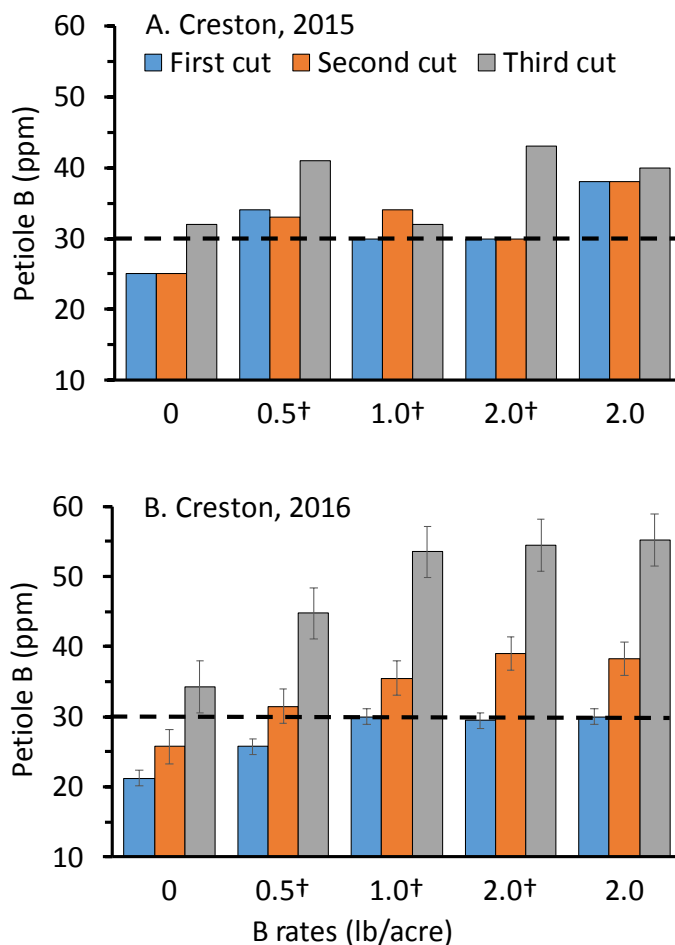 A. Creston, 2015
First cut Second cut Third cut
Petiole B (ppm)
60
50
40
30
20
10
0 0.5† 1.0† 2.0† 2.0
B. Creston, 2016
Petiole B (ppm)
60
50
40
30
20
10
0 0.5† 1.0† 2.0† 2.0
B rates (lb/acre)